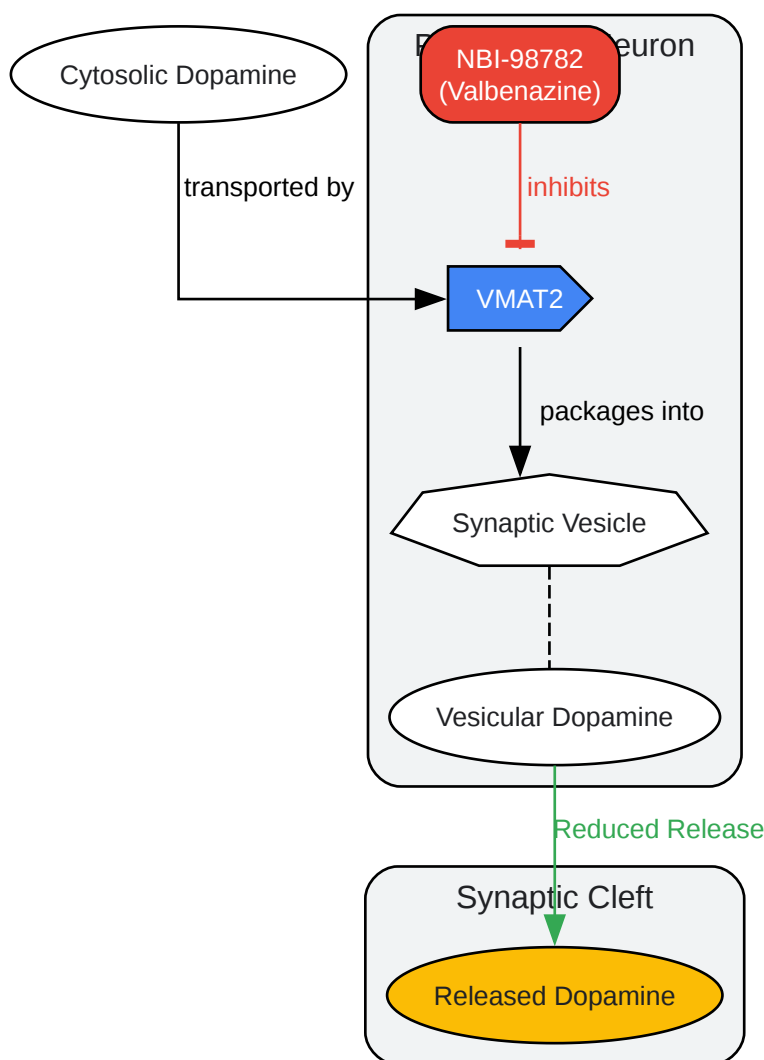 Cytosolic Dopamine
NBI-98782
(Valbenazine)
transported by
inhibits
VMAT2
packages into
Synaptic Vesicle
Vesicular Dopamine
Reduced Release
Synaptic Cleft
Released Dopamine